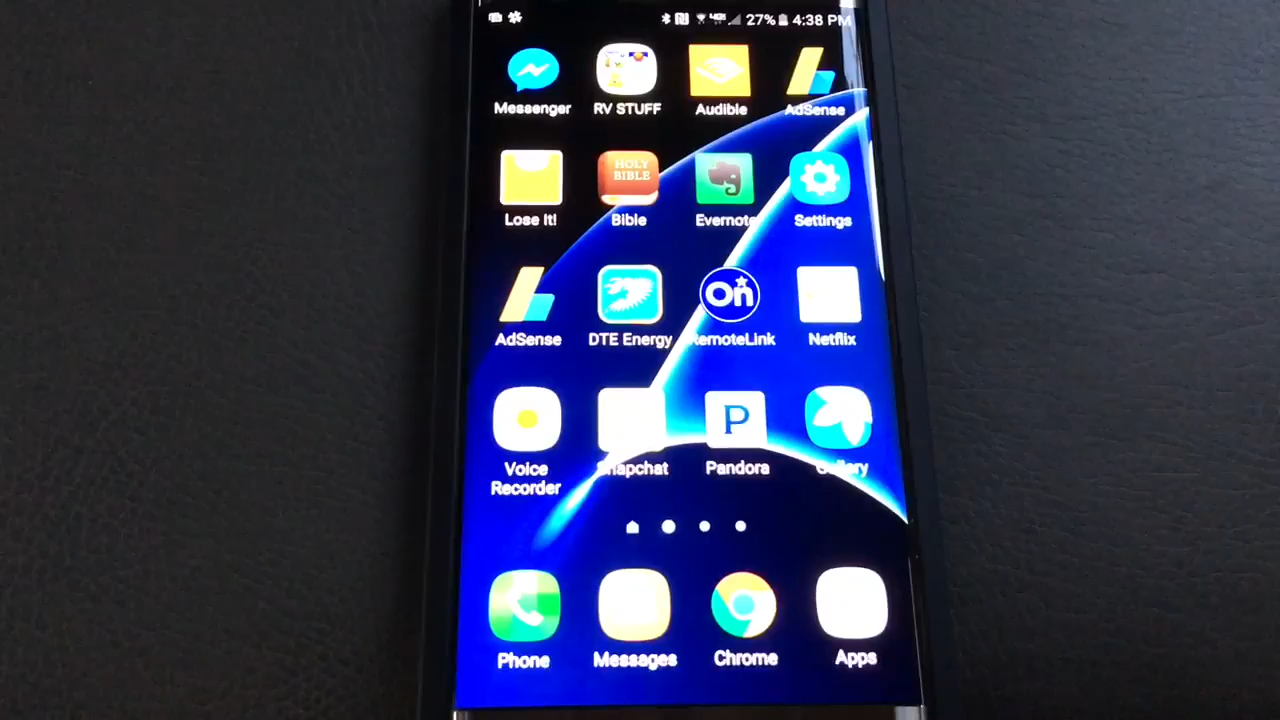 27% 4:38 PM
Messenger RV STUFF Audible AdSense
HOLY
BIBLE
Lose It! Bible Evernote Settings
On
AdSense DTE Energy RemoteLink Netflix
P
Voice Recorder Snapchat Pandora Gallery
Phone Messages Chrome Apps